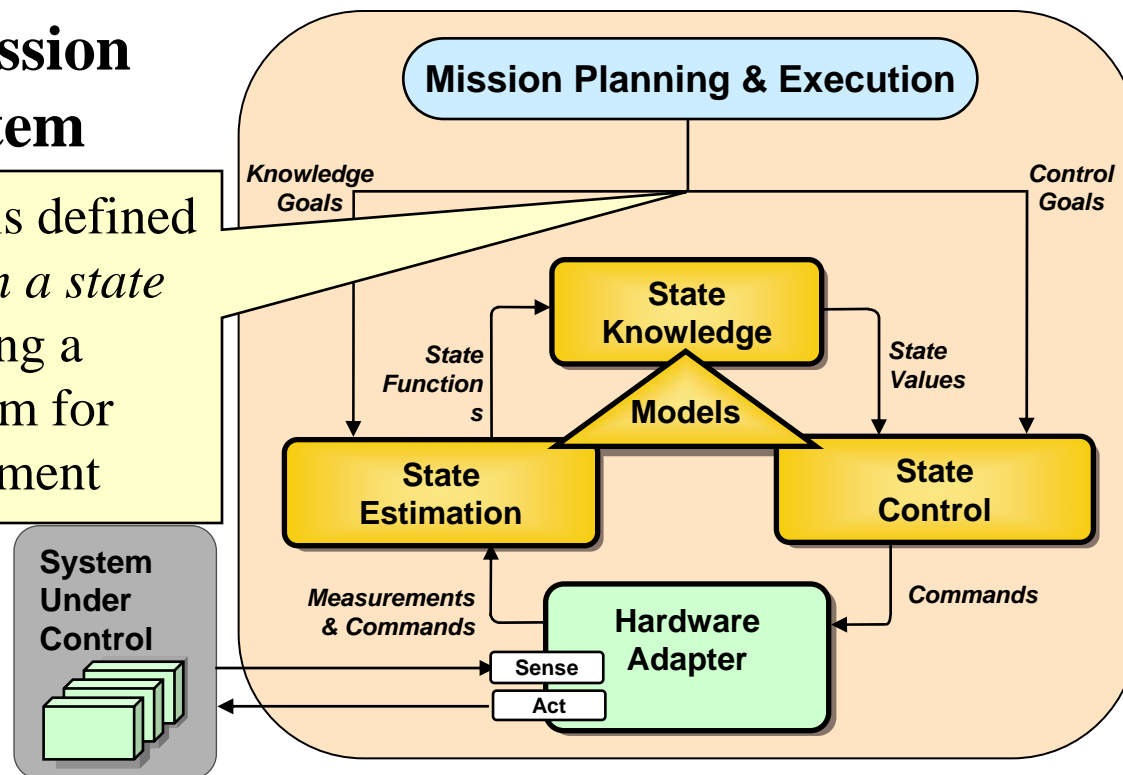 ssion
tem
is defined
n a state
ng a
m for
ment
Mission Planning & Execution
Knowledge
Goals
Control
Goals
State
Knowledge
State
Function
s
State
Values
Models
State
Estimation
State
Control
System
Under
Control
Measurements
& Commands
Commands
Hardware
Adapter
Sense
Act